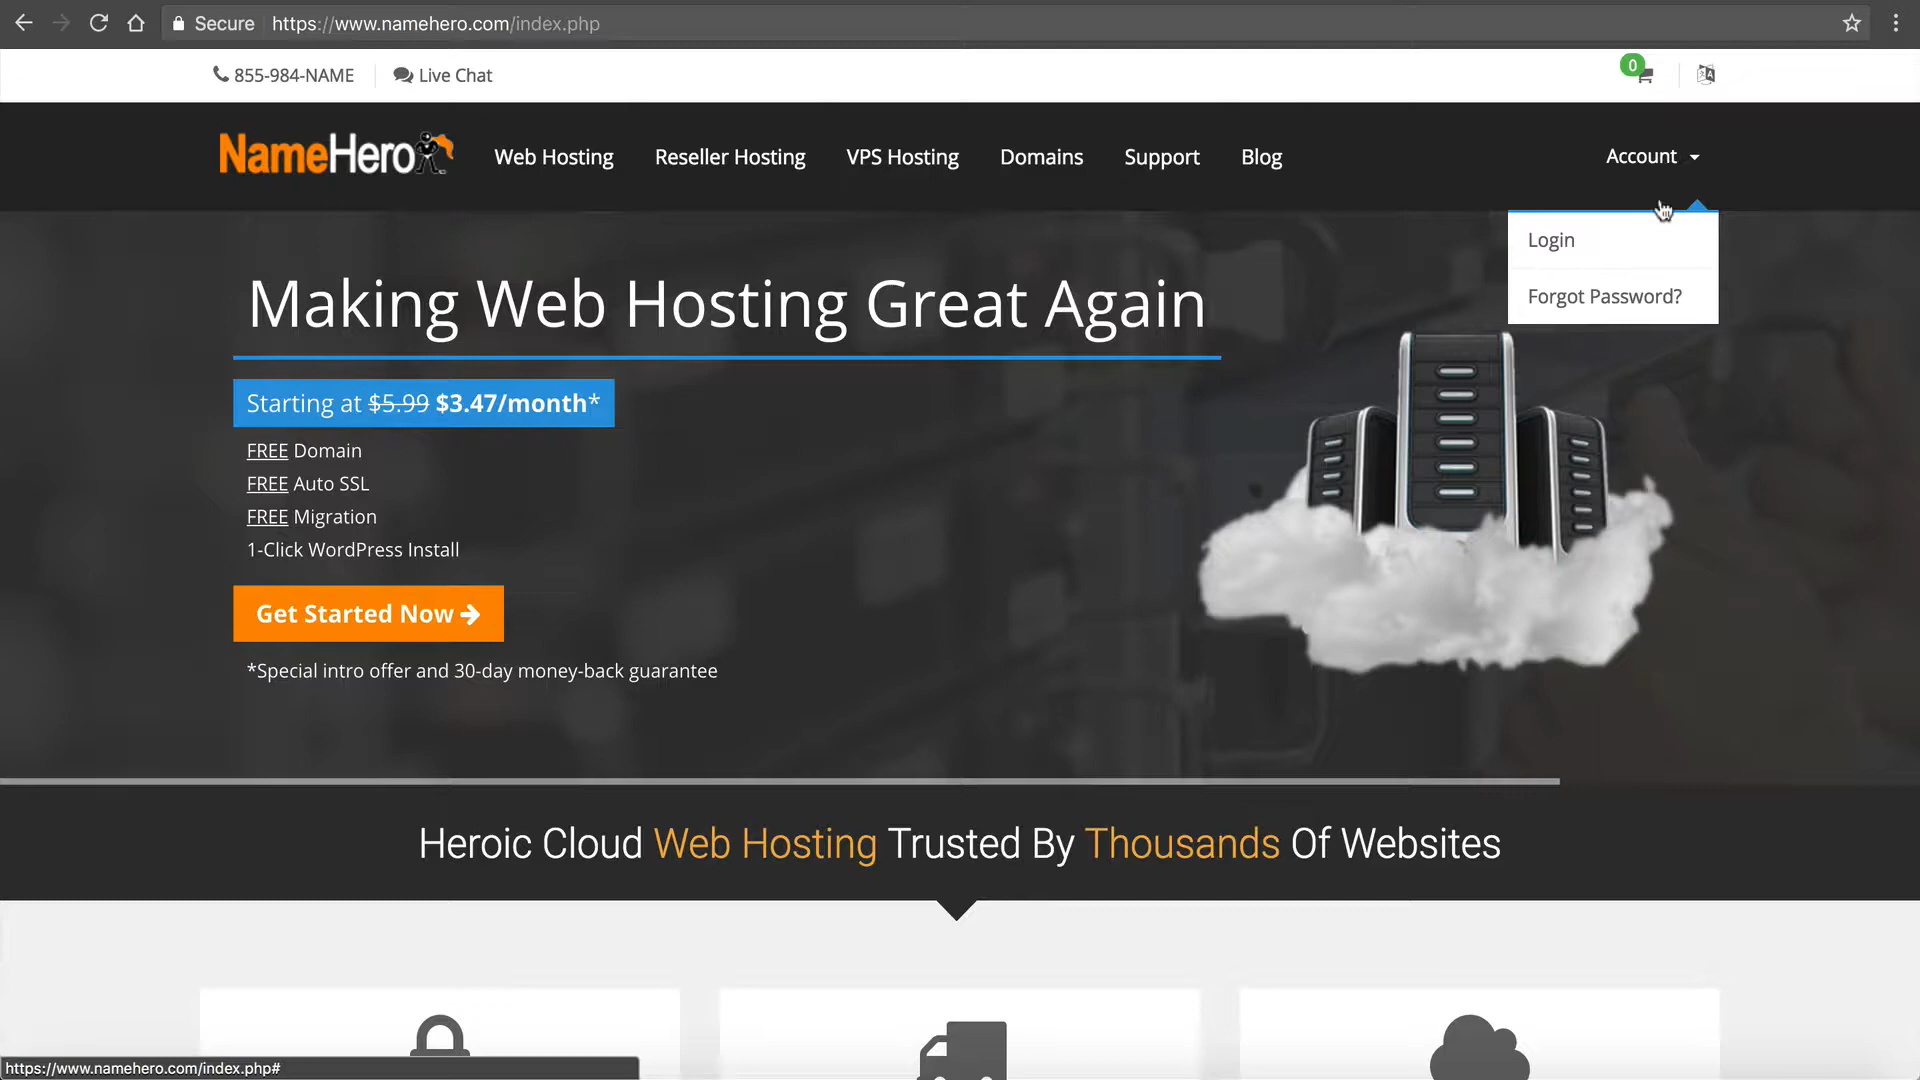 Secure https://www.namehero.com/index.php
855-984-NAME Live Chat 0
NameHero Web Hosting Reseller Hosting VPS Hosting Domains Support Blog Account
Login
Forgot Password?
Making Web Hosting Great Again
Starting at $5.99 $3.47/month*
FREE Domain
FREE Auto SSL
FREE Migration
1-Click WordPress Install
Get Started Now
*Special intro offer and 30-day money-back guarantee
Heroic Cloud Web Hosting Trusted By Thousands Of Websites
https://www.namehero.com/index.php#